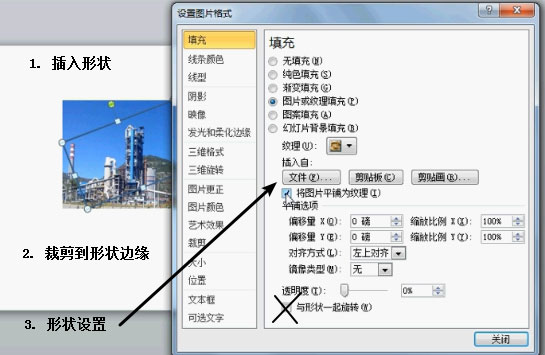 设置图片格式
填充
线条颜色
线型
阴影
映像
发光和柔化边缘
三维格式
三维旋转
图片更正
图片颜色
艺术效果
裁剪
大小
位置
文本框
可选文字
填充
无填充(N)
纯色填充(S)
渐变填充(G)
图片或纹理填充(P)
图案填充(A)
幻灯片背景填充(B)
纹理(U):
插入自:
文件(F)... 剪贴板(C) 剪贴画(R)...
将图片平铺为纹理(I)
平铺选项
偏移量 X(O): 0 磅 缩放比例 X(X): 100%
偏移量 Y(E): 0 磅 缩放比例 Y(Y): 100%
对齐方式(L): 左上对齐
镜像类型(M): 无
透明度(T): 0%
与形状一起旋转(W)
关闭
1. 插入形状
2. 裁剪到形状边缘
3. 形状设置